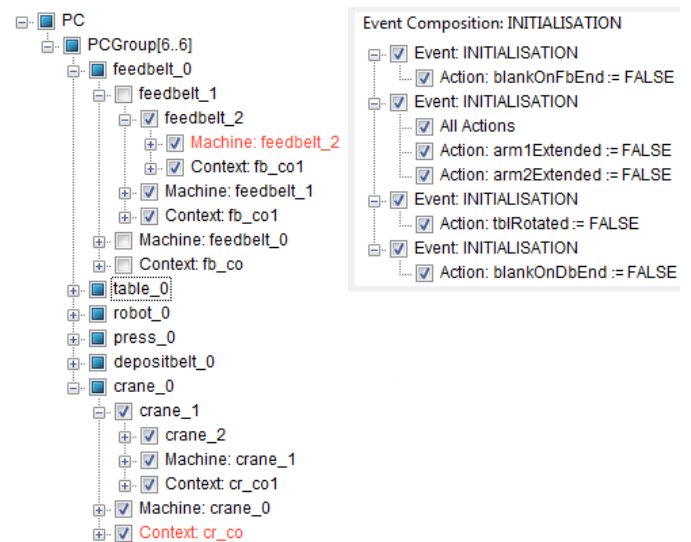 PC
PCGroup[6..6]
feedbelt_0
feedbelt_1
feedbelt_2
Machine: feedbelt_2
Context: fb_co1
Machine: feedbelt_1
Context: fb_co1
Machine: feedbelt_0
Context: fb_co
table_0
robot_0
press_0
depositbelt_0
crane_0
crane_1
crane_2
Machine: crane_1
Context: cr_co1
Machine: crane_0
Context: cr_co
Event Composition: INITIALISATION
Event: INITIALISATION
Action: blankOnFbEnd := FALSE
Event: INITIALISATION
All Actions
Action: arm1Extended := FALSE
Action: arm2Extended := FALSE
Event: INITIALISATION
Action: tblRotated := FALSE
Event: INITIALISATION
Action: blankOnDbEnd := FALSE